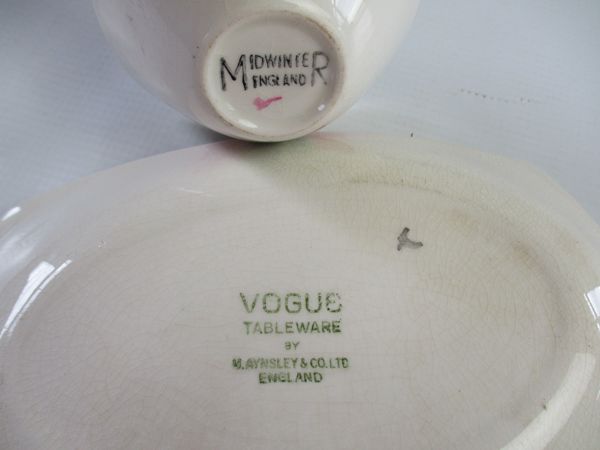 MIDWINTER
ENGLAND
VOGUE
TABLEWARE
BY
M. AYNSLEY & CO. LTD
ENGLAND